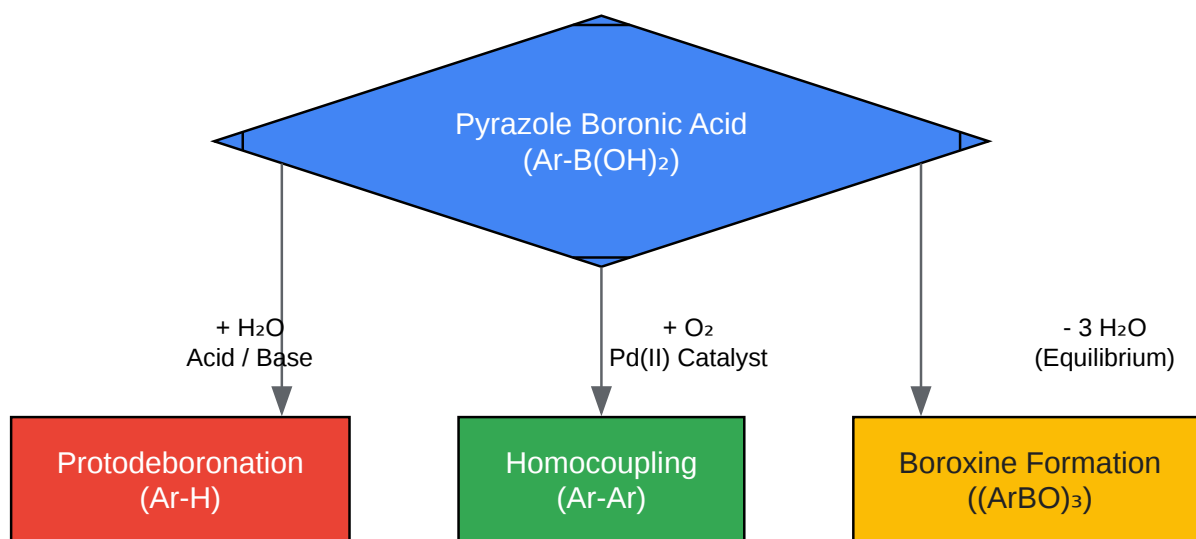 Pyrazole Boronic Acid
(Ar-B(OH)₂)
+ H₂O
Acid / Base
+ O₂
Pd(II) Catalyst
- 3 H₂O
(Equilibrium)
Protodeboronation
(Ar-H)
Homocoupling
(Ar-Ar)
Boroxine Formation
((ArBO)₃)